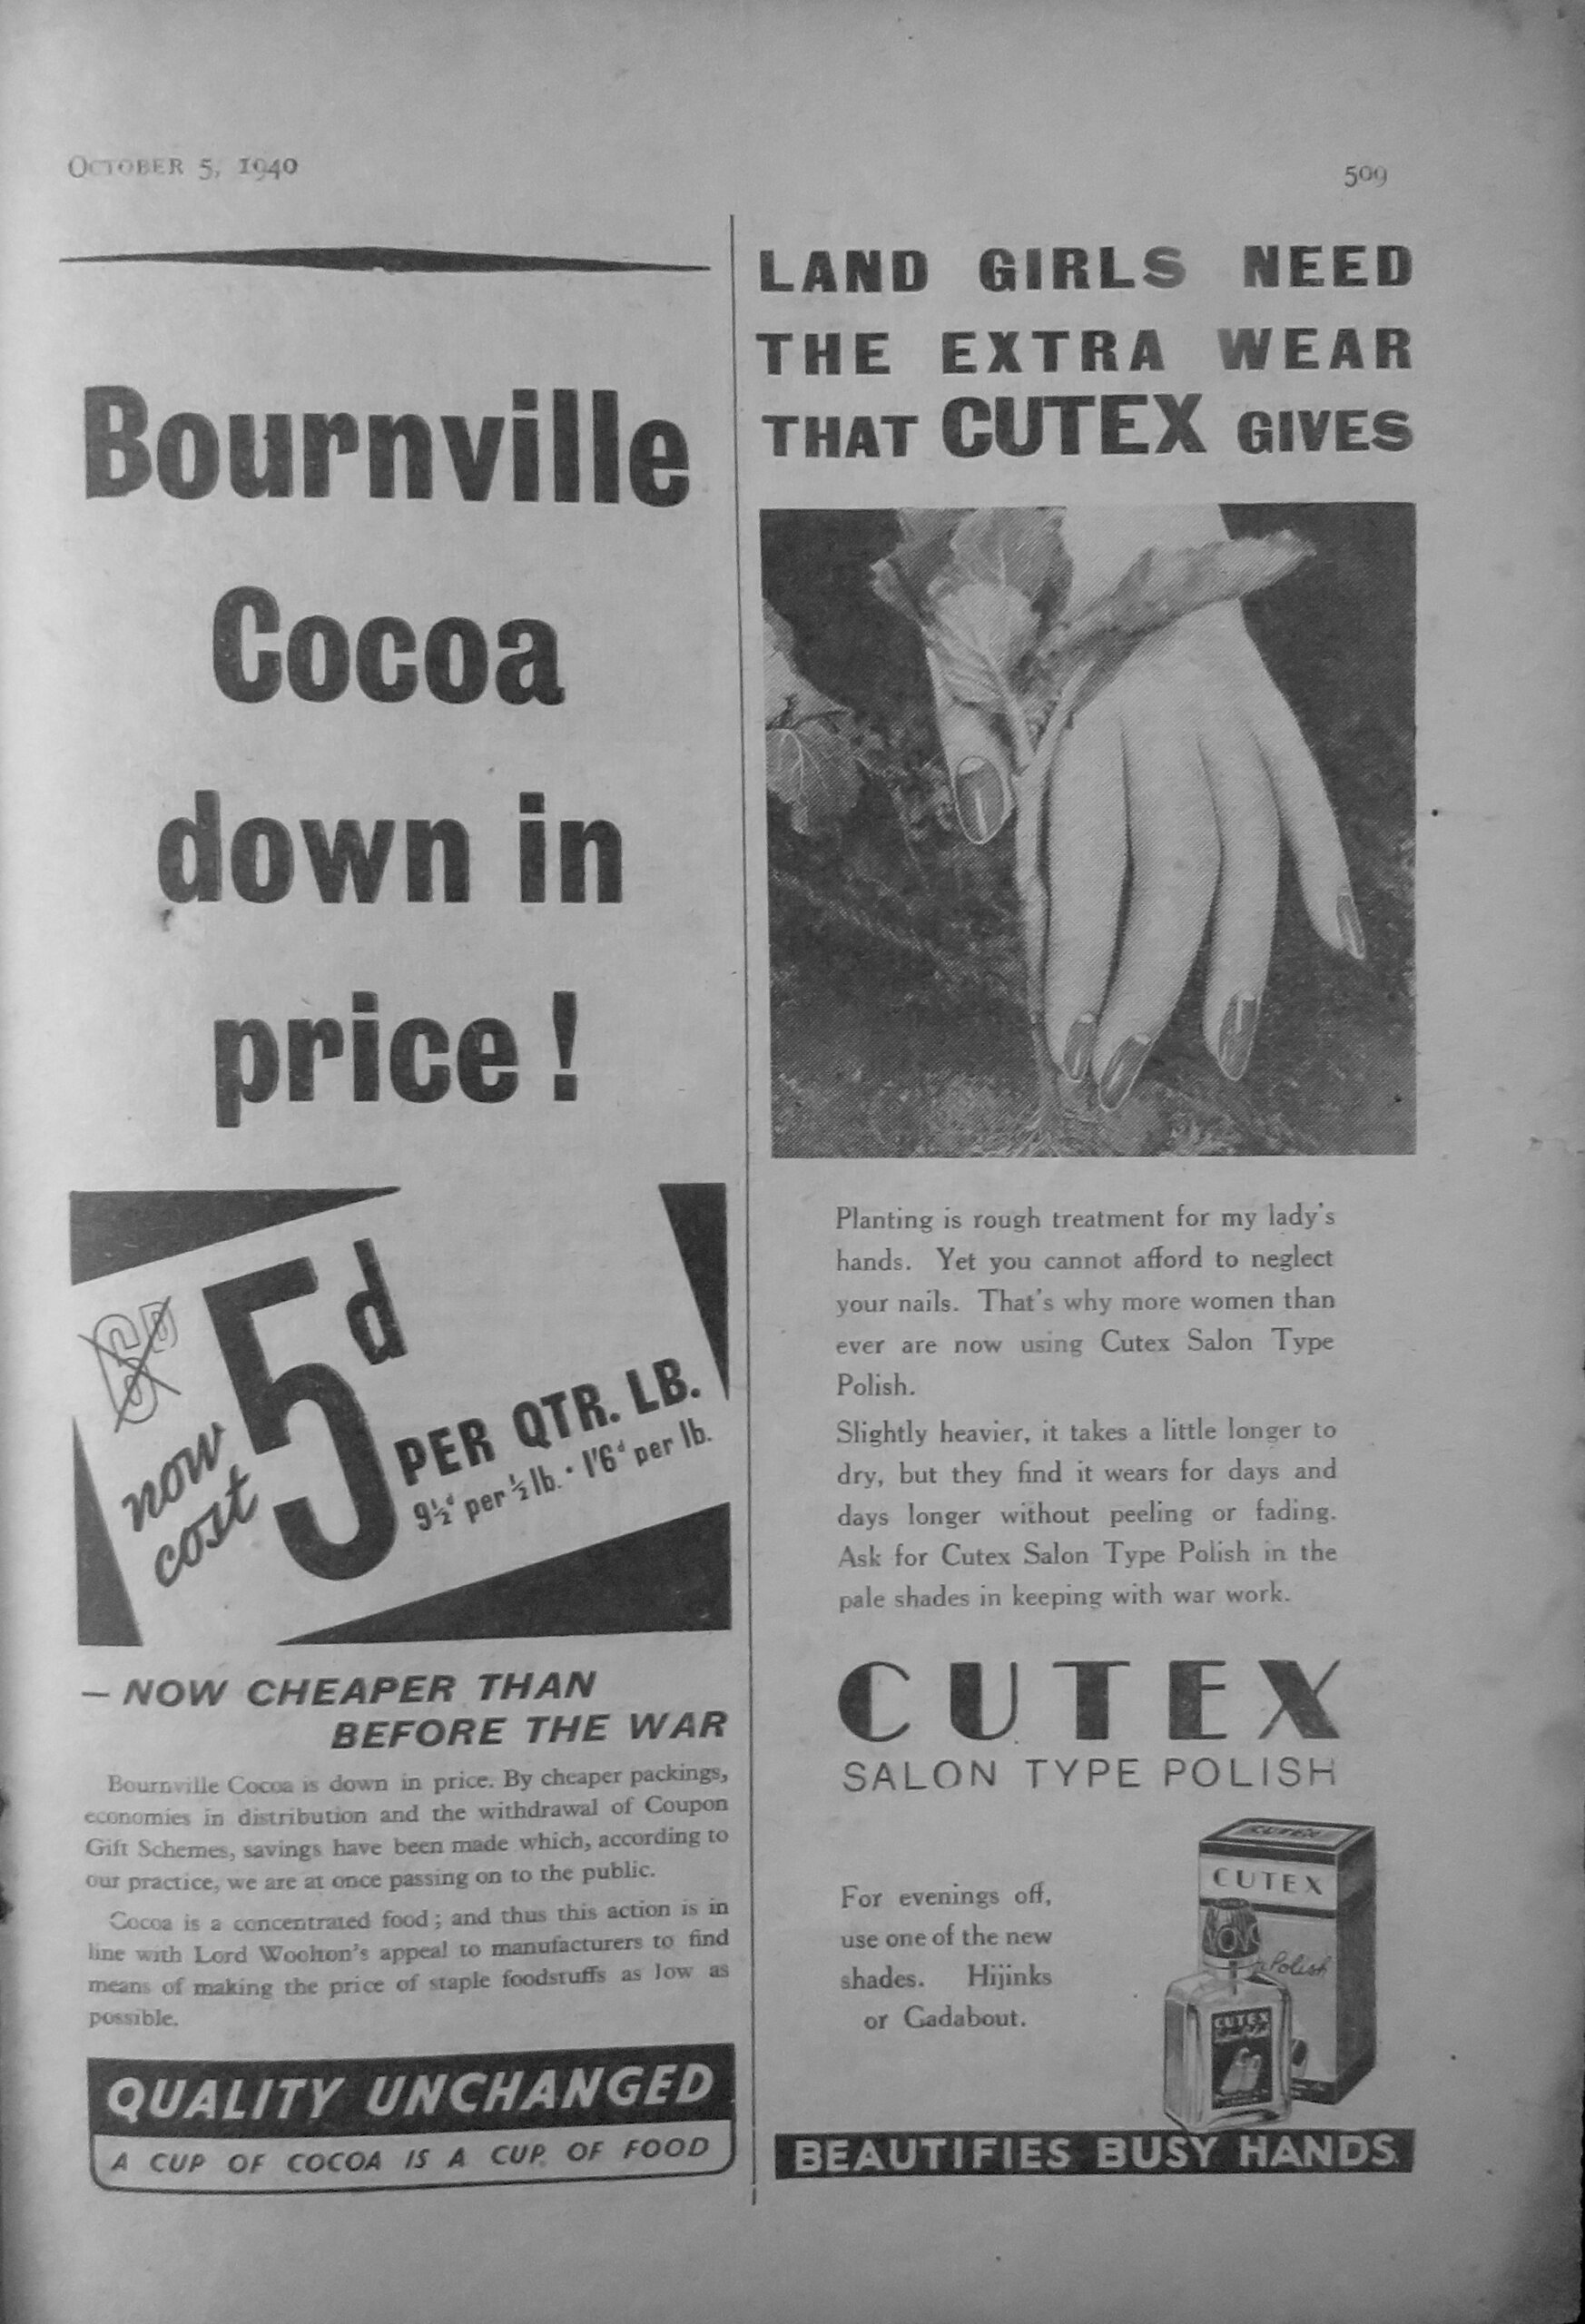 OCTOBER 5, 1940
509
Bournville
Cocoa
down in
price !
6D
now
cost
5d
PER QTR. LB.
9½d per ½ lb. · 1'6d per lb.
— NOW CHEAPER THAN
BEFORE THE WAR
Bournville Cocoa is down in price. By cheaper packings,
economies in distribution and the withdrawal of Coupon
Gift Schemes, savings have been made which, according to
our practice, we are at once passing on to the public.
Cocoa is a concentrated food ; and thus this action is in
line with Lord Woolton's appeal to manufacturers to find
means of making the price of staple foodstuffs as low as
possible.
QUALITY UNCHANGED
A CUP OF COCOA IS A CUP OF FOOD
LAND GIRLS NEED
THE EXTRA WEAR
THAT CUTEX GIVES
Planting is rough treatment for my lady's
hands. Yet you cannot afford to neglect
your nails. That's why more women than
ever are now using Cutex Salon Type
Polish.
Slightly heavier, it takes a little longer to
dry, but they find it wears for days and
days longer without peeling or fading.
Ask for Cutex Salon Type Polish in the
pale shades in keeping with war work.
CUTEX
SALON TYPE POLISH
For evenings off,
use one of the new
shades. Hijinks
or Gadabout.
CUTEX
CUTEX
Polish
CUTEX
BEAUTIFIES BUSY HANDS